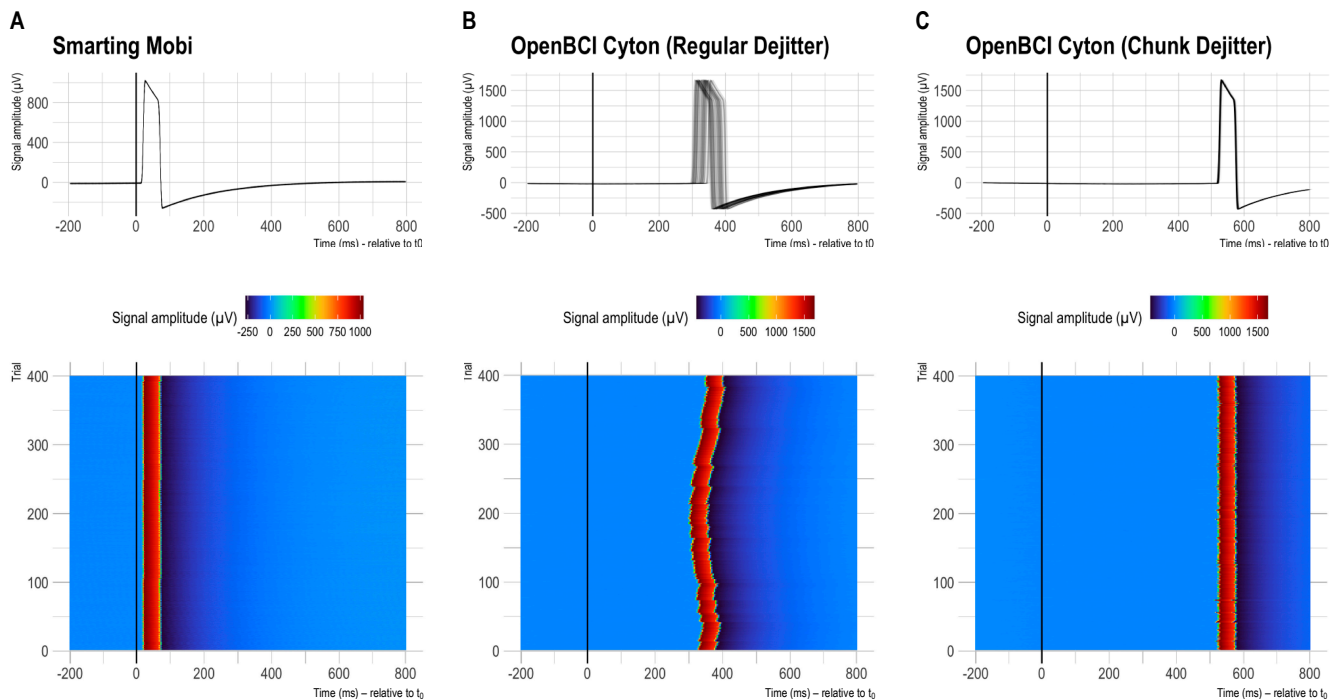 A
Smarting Mobi
Signal amplitude (µV)
800
400
0
-200 0 200 400 600 800
Time (ms) - relative to t0
Signal amplitude (µV)
-250 0 250 500 750 1000
Trial
400
300
200
100
0
-200 0 200 400 600 800
Time (ms) – relative to t₀
B
OpenBCI Cyton (Regular Dejitter)
Signal amplitude (µV)
1500
1000
500
0
-500
-200 0 200 400 600 800
Time (ms) - relative to t0
Signal amplitude (µV)
0 500 1000 1500
Trial
400
300
200
100
0
-200 0 200 400 600 800
Time (ms) – relative to t₀
C
OpenBCI Cyton (Chunk Dejitter)
Signal amplitude (µV)
1500
1000
500
0
-500
-200 0 200 400 600 800
Time (ms) - relative to t0
Signal amplitude (µV)
0 500 1000 1500
Trial
400
300
200
100
0
-200 0 200 400 600 800
Time (ms) – relative to t₀